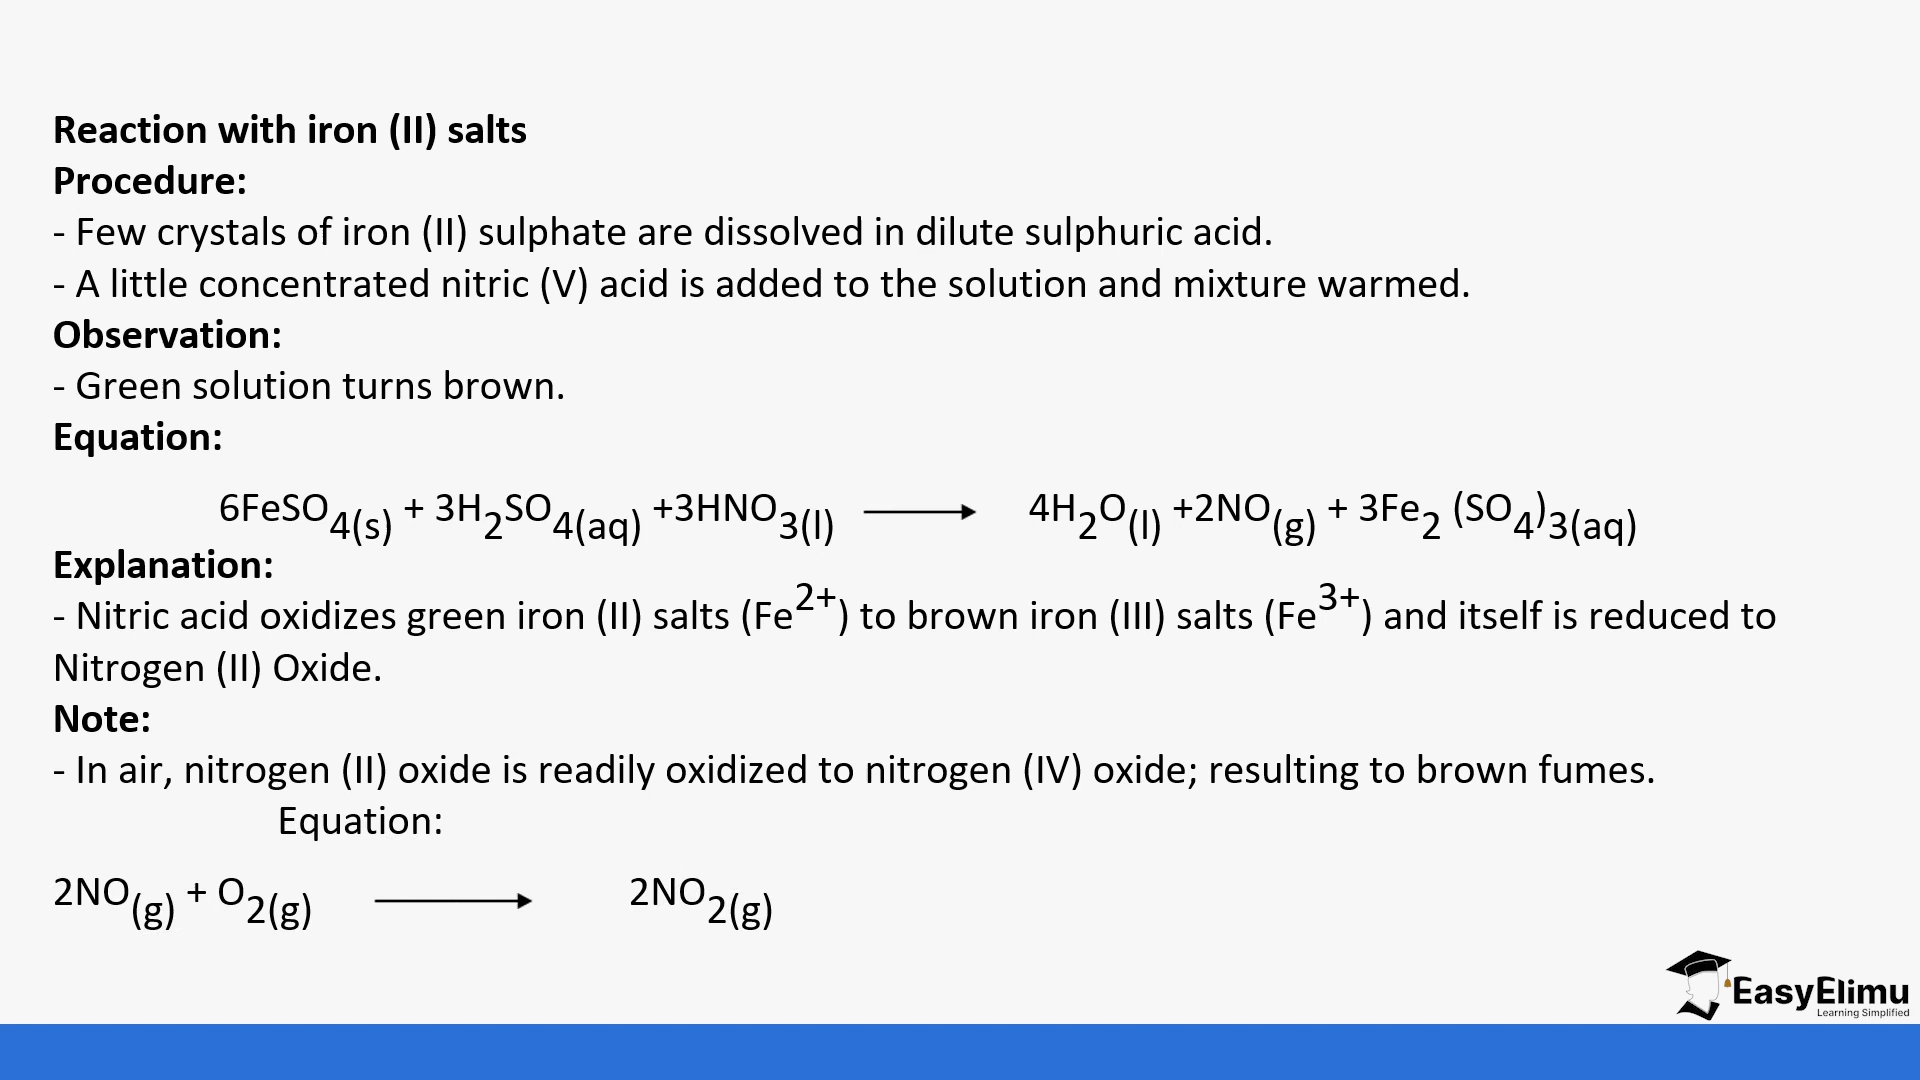 Reaction with iron (II) salts
Procedure:
- Few crystals of iron (II) sulphate are dissolved in dilute sulphuric acid.
- A little concentrated nitric (V) acid is added to the solution and mixture warmed.
Observation:
- Green solution turns brown.
Equation:
6FeSO4(s) + 3H2SO4(aq) +3HNO3(l) ⟶ 4H2O(l) +2NO(g) + 3Fe2 (SO4)3(aq)
Explanation:
- Nitric acid oxidizes green iron (II) salts (Fe2+) to brown iron (III) salts (Fe3+) and itself is reduced to
Nitrogen (II) Oxide.
Note:
- In air, nitrogen (II) oxide is readily oxidized to nitrogen (IV) oxide; resulting to brown fumes.
Equation:
2NO(g) + O2(g) ⟶ 2NO2(g)
EasyElimu
Learning Simplified